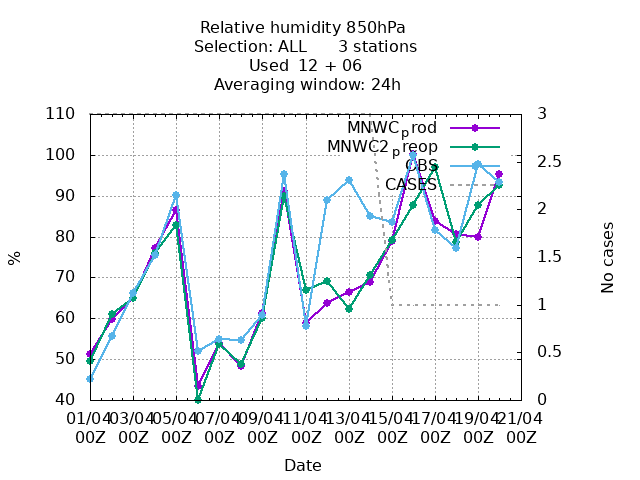 Relative humidity 850hPa
Selection: ALL 3 stations
Used 12 + 06
Averaging window: 24h
110
100
90
80
70
60
50
40
3
2.5
2
1.5
1
0.5
0
MNWC_prod
MNWC2_preop
OBS
CASES
%
No cases
01/04 03/04 05/04 07/04 09/04 11/04 13/04 15/04 17/04 19/04 21/04
00Z 00Z 00Z 00Z 00Z 00Z 00Z 00Z 00Z 00Z 00Z
Date